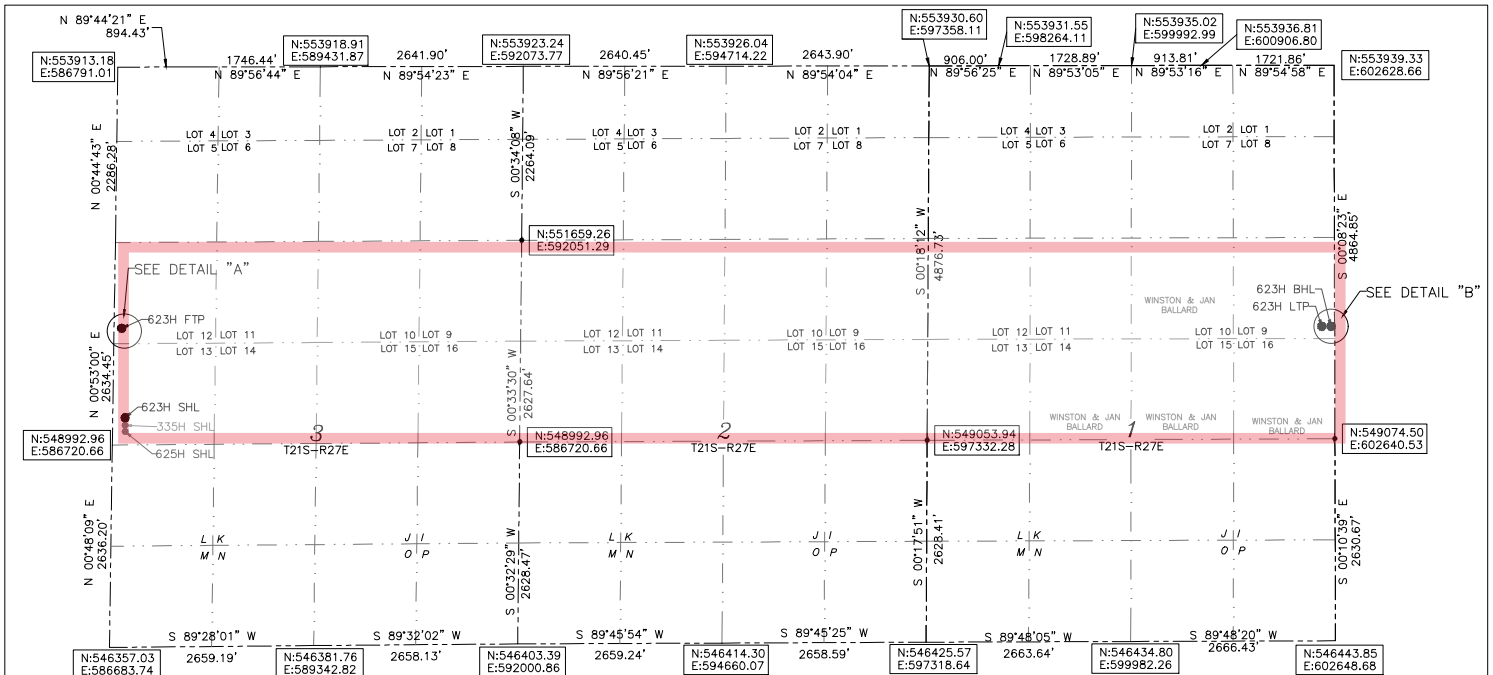 N 89°44'21" E
894.43'
N:553913.18
E:586791.01
1746.44'
N 89°56'44" E
N:553918.91
E:589431.87
2641.90'
N 89°54'23" E
N:553923.24
E:592073.77
2640.45'
N 89°56'21" E
N:553926.04
E:594714.22
2643.90'
N 89°54'04" E
N:553930.60
E:597358.11
906.00'
N 89°56'25" E
N:553931.55
E:598264.11
1728.89'
N 89°53'05" E
N:553935.02
E:599992.99
913.81'
N 89°53'16" E
N:553936.81
E:600906.80
1721.86'
N 89°54'58" E
N:553939.33
E:602628.66
N 00°44'43" E
2286.28'
LOT 4 LOT 3
LOT 5 LOT 6
LOT 2 LOT 1
LOT 7 LOT 8
S 00°34'08" W
2264.09'
LOT 4 LOT 3
LOT 5 LOT 6
LOT 2 LOT 1
LOT 7 LOT 8
LOT 4 LOT 3
LOT 5 LOT 6
LOT 2 LOT 1
LOT 7 LOT 8
S 00°18'12" W
4876.73'
S 00°08'23" E
4864.85'
N:551659.26
E:592051.29
SEE DETAIL "A"
623H FTP
N 00°53'00" E
2634.45'
LOT 12 LOT 11
LOT 13 LOT 14
LOT 10 LOT 9
LOT 15 LOT 16
S 00°33'30" W
2627.64'
LOT 12 LOT 11
LOT 13 LOT 14
LOT 10 LOT 9
LOT 15 LOT 16
LOT 12 LOT 11
LOT 13 LOT 14
WINSTON & JAN
BALLARD
LOT 10 LOT 9
LOT 15 LOT 16
623H BHL
623H LTP
SEE DETAIL "B"
623H SHL
335H SHL
625H SHL
N:548992.96
E:586720.66
3
T21S-R27E
N:548992.96
E:586720.66
2
T21S-R27E
N:549053.94
E:597332.28
WINSTON & JAN
BALLARD
1
T21S-R27E
WINSTON & JAN
BALLARD
WINSTON & JAN
BALLARD
N:549074.50
E:602640.53
N 00°48'09" E
2636.20'
L K
M N
J I
O P
S 00°32'29" W
2628.47'
L K
M N
J I
O P
S 00°17'51" W
2628.41'
L K
M N
J I
O P
S 00°10'39" E
2630.67'
N:546357.03
E:586683.74
S 89°28'01" W
2659.19'
N:546381.76
E:589342.82
S 89°32'02" W
2658.13'
N:546403.39
E:592000.86
S 89°45'54" W
2659.24'
N:546414.30
E:594660.07
S 89°45'25" W
2658.59'
N:546425.57
E:597318.64
S 89°48'05" W
2663.64'
N:546434.80
E:599982.26
S 89°48'20" W
2666.43'
N:546443.85
E:602648.68